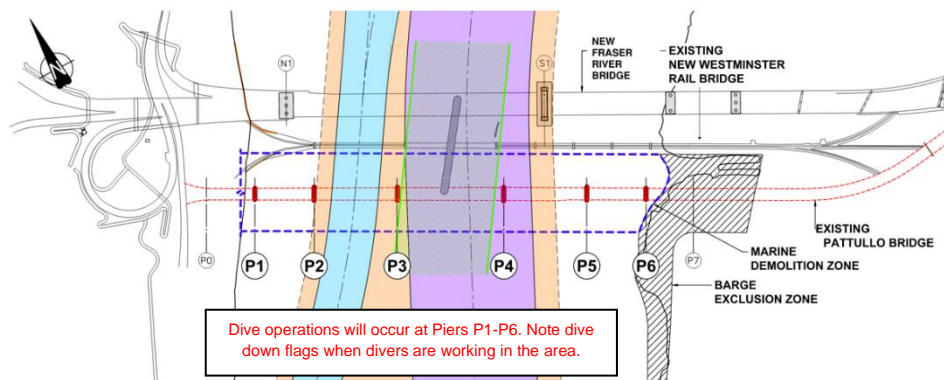 N1
S1
NEW
FRASER
RIVER
BRIDGE
EXISTING
NEW WESTMINSTER
RAIL BRIDGE
P0
P1
P2
P3
P4
P5
P6
P7
EXISTING
PATTULLO BRIDGE
MARINE
DEMOLITION ZONE
BARGE
EXCLUSION ZONE
Dive operations will occur at Piers P1-P6. Note dive
down flags when divers are working in the area.